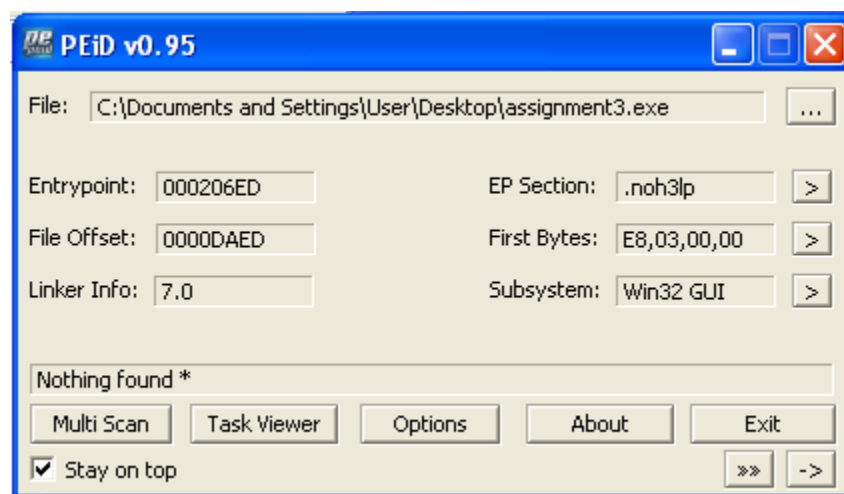 PEiD v0.95
File: C:\Documents and Settings\User\Desktop\assignment3.exe ...
Entrypoint: 000206ED EP Section: .noh3lp >
File Offset: 0000DAED First Bytes: E8,03,00,00 >
Linker Info: 7.0 Subsystem: Win32 GUI >
Nothing found *
Multi Scan Task Viewer Options About Exit
Stay on top »» ->